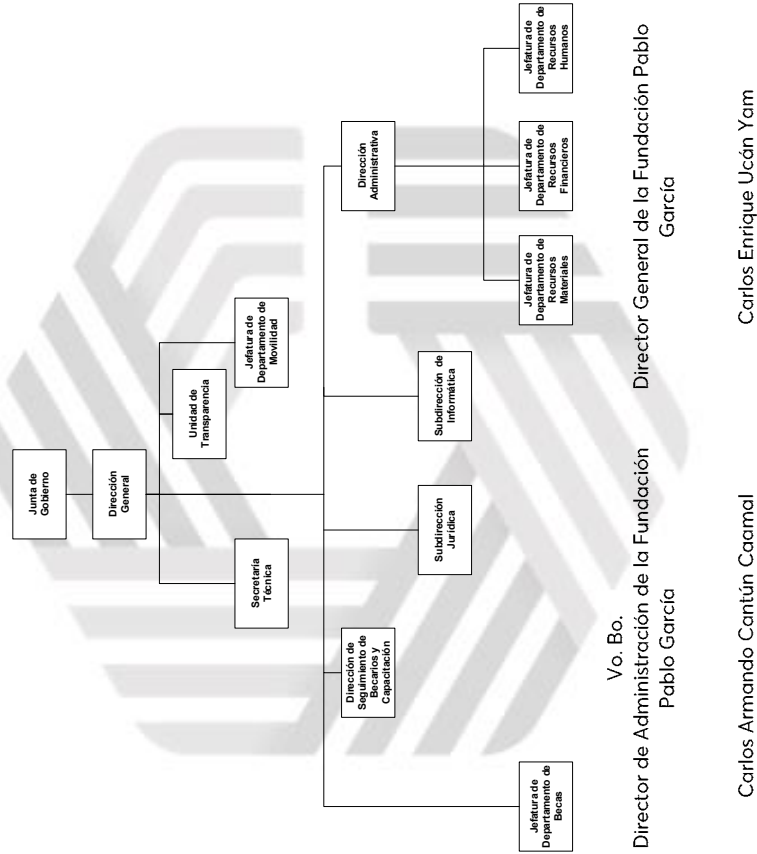 Junta de
Gobierno
Dirección
General
Secretaria
Técnica
Unidad de
Transparencia
Jefatura de
Departamento de
Movilidad
Dirección de
Seguimiento de
Becarios y
Capacitación
Dirección
Administrativa
Subdirección
Jurídica
Subdirección de
Informática
Jefatura de
Departamento de
Becas
Jefatura de
Departamento de
Recursos
Materiales
Jefatura de
Departamento de
Recursos
Financieros
Jefatura de
Departamento de
Recursos
Humanos
Vo. Bo.
Director de Administración de la Fundación
Pablo García
Director General de la Fundación Pablo
García
Carlos Armando Cantún Caamal
Carlos Enrique Ucán Yam